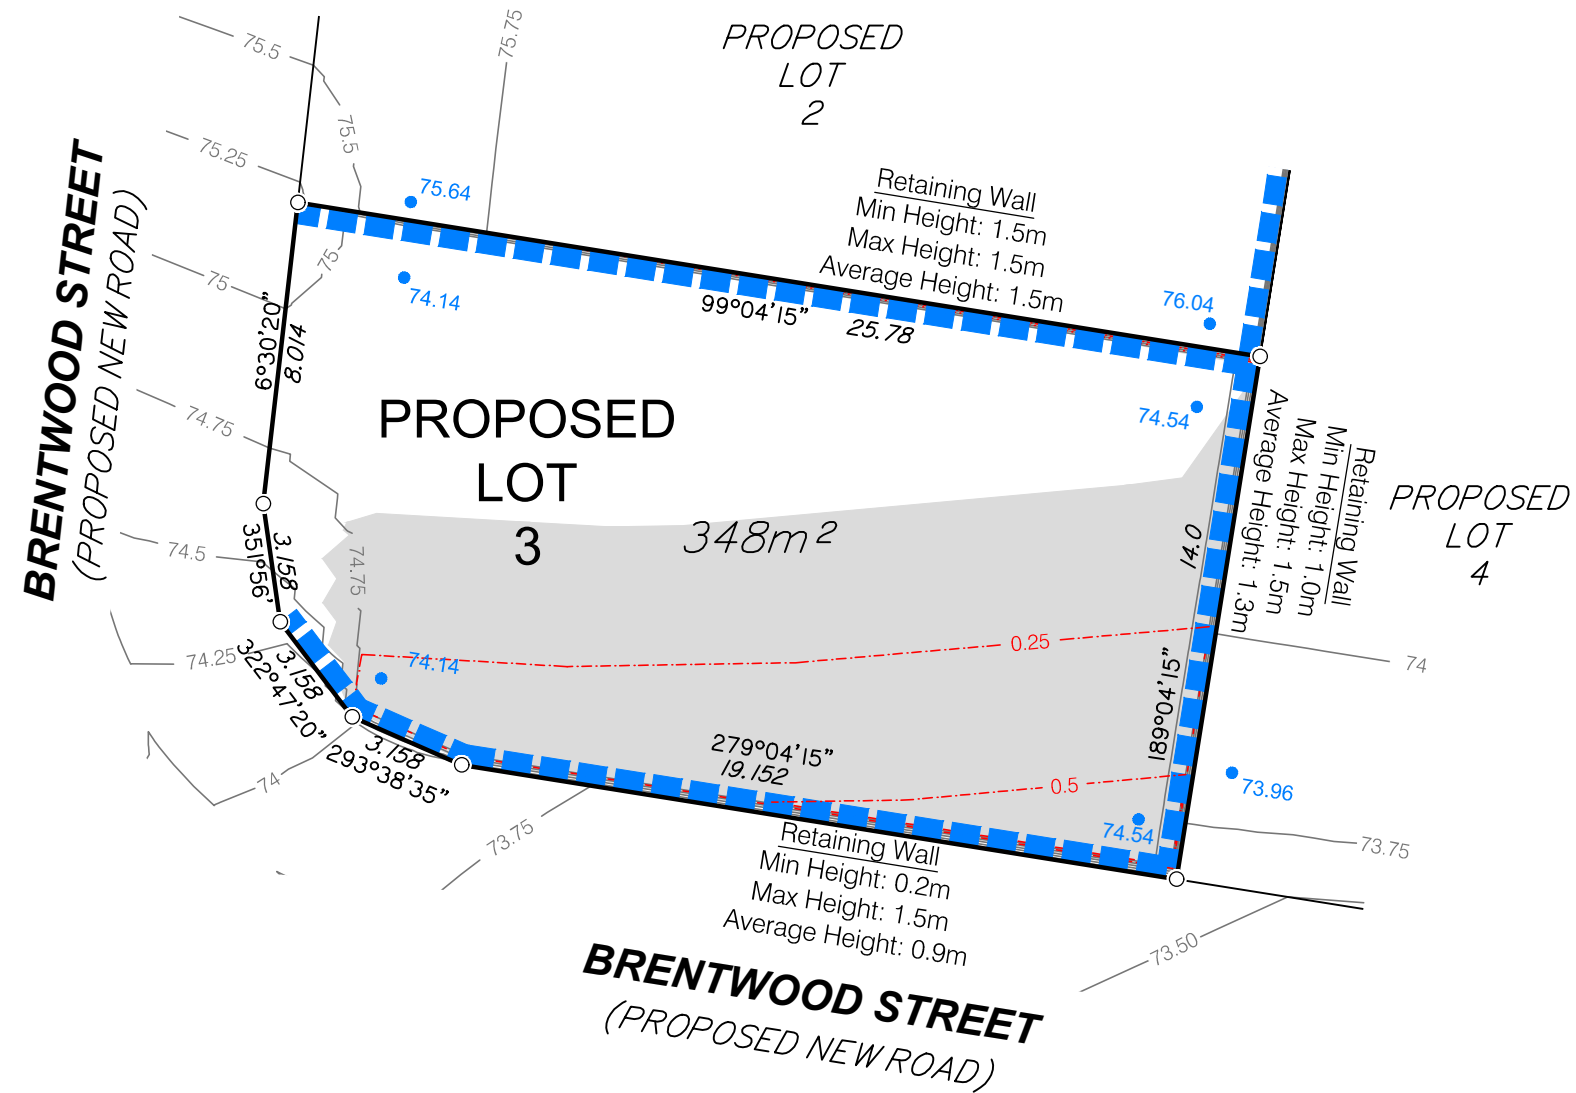 75.5
75.75
PROPOSED
LOT
2
75.25
75.5
75.64
Retaining Wall
Min Height: 1.5m
Max Height: 1.5m
Average Height: 1.5m
75
75
74.14
76.04
99°04'15"
25.78
6°30'20"
8.014
BRENTWOOD STREET
(PROPOSED NEW ROAD)
74.75
PROPOSED
LOT
3
348m²
74.54
Retaining Wall
Min Height: 1.0m
Max Height: 1.5m
Average Height: 1.3m
PROPOSED
LOT
4
14.0
189°04'15"
74.5
3.158
351°56'
74.75
74.25
3.158
322°47'20"
74.14
0.25
74
74
3.158
293°38'35"
279°04'15"
19.152
0.5
73.96
74.54
73.75
73.75
Retaining Wall
Min Height: 0.2m
Max Height: 1.5m
Average Height: 0.9m
73.50
BRENTWOOD STREET
(PROPOSED NEW ROAD)